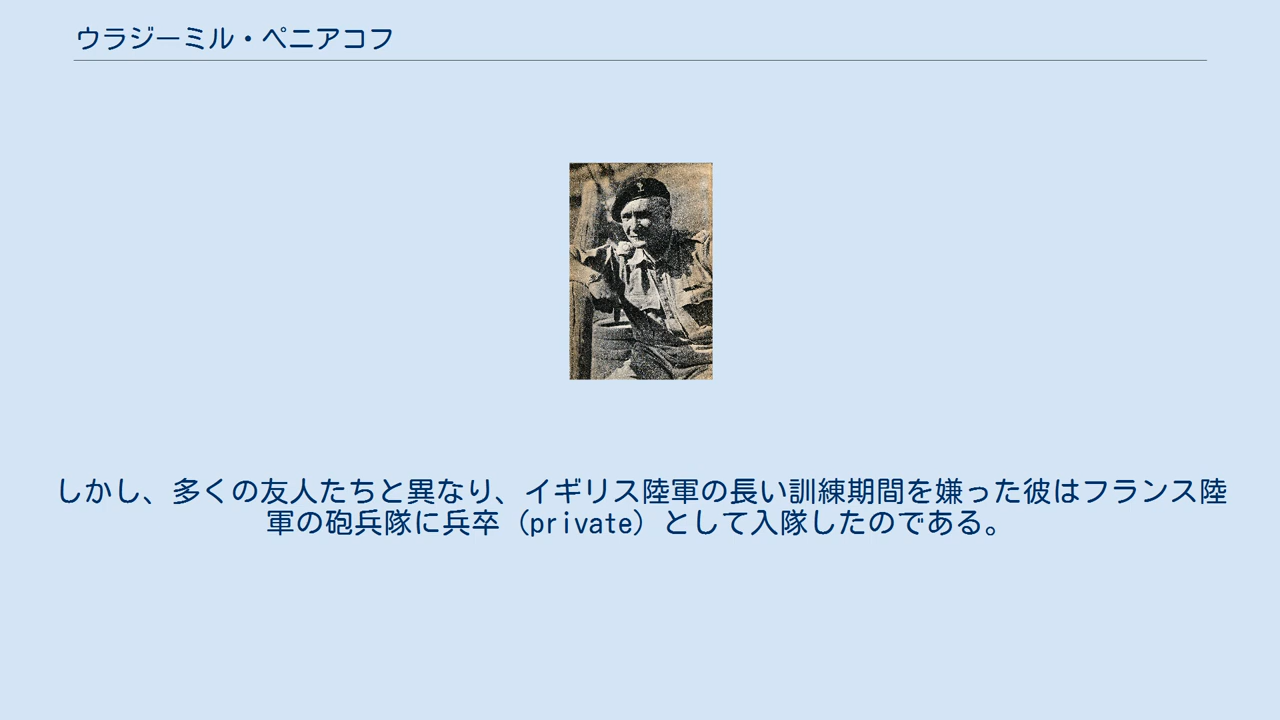 ウラジーミル・ペニアコフ
しかし、多くの友人たちと異なり、イギリス陸軍の長い訓練期間を嫌った彼はフランス陸
軍の砲兵隊に兵卒（private）として入隊したのである。